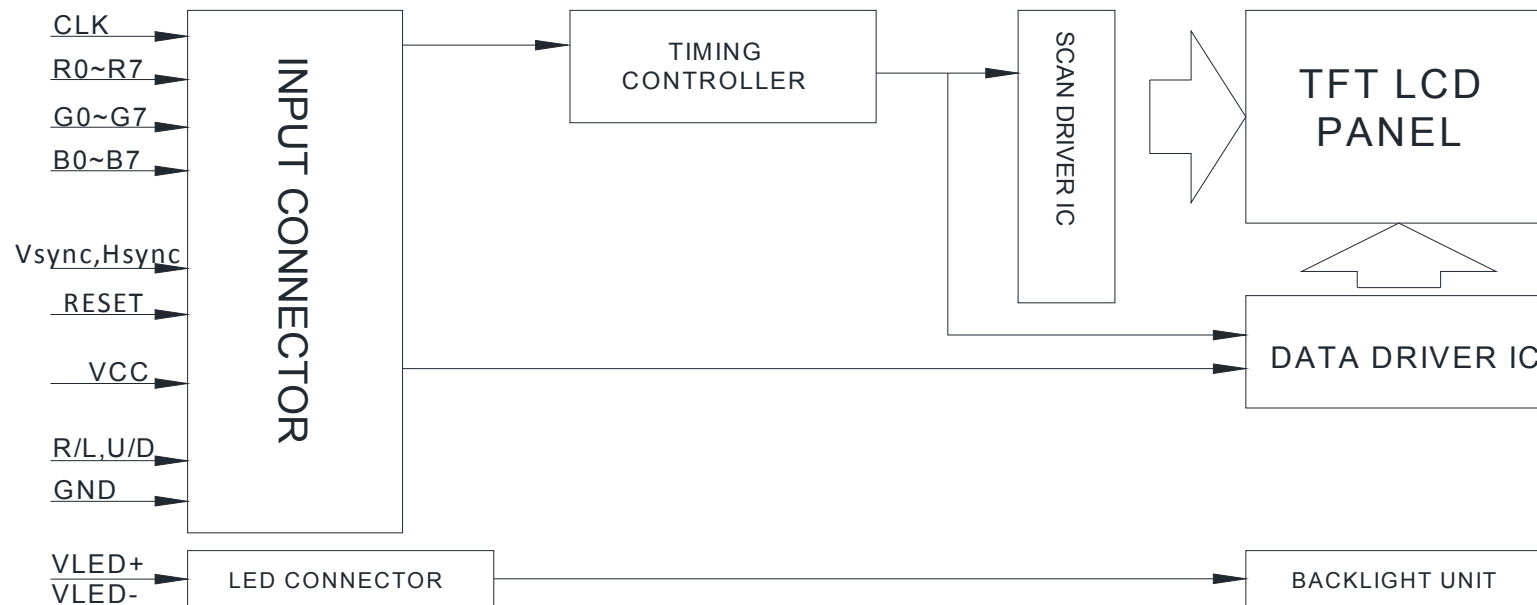 CLK
R0~R7
G0~G7
B0~B7
Vsync,Hsync
RESET
VCC
R/L,U/D
GND
VLED+
VLED-
INPUT CONNECTOR
LED CONNECTOR
TIMING
CONTROLLER
SCAN DRIVER IC
TFT LCD
PANEL
DATA DRIVER IC
BACKLIGHT UNIT